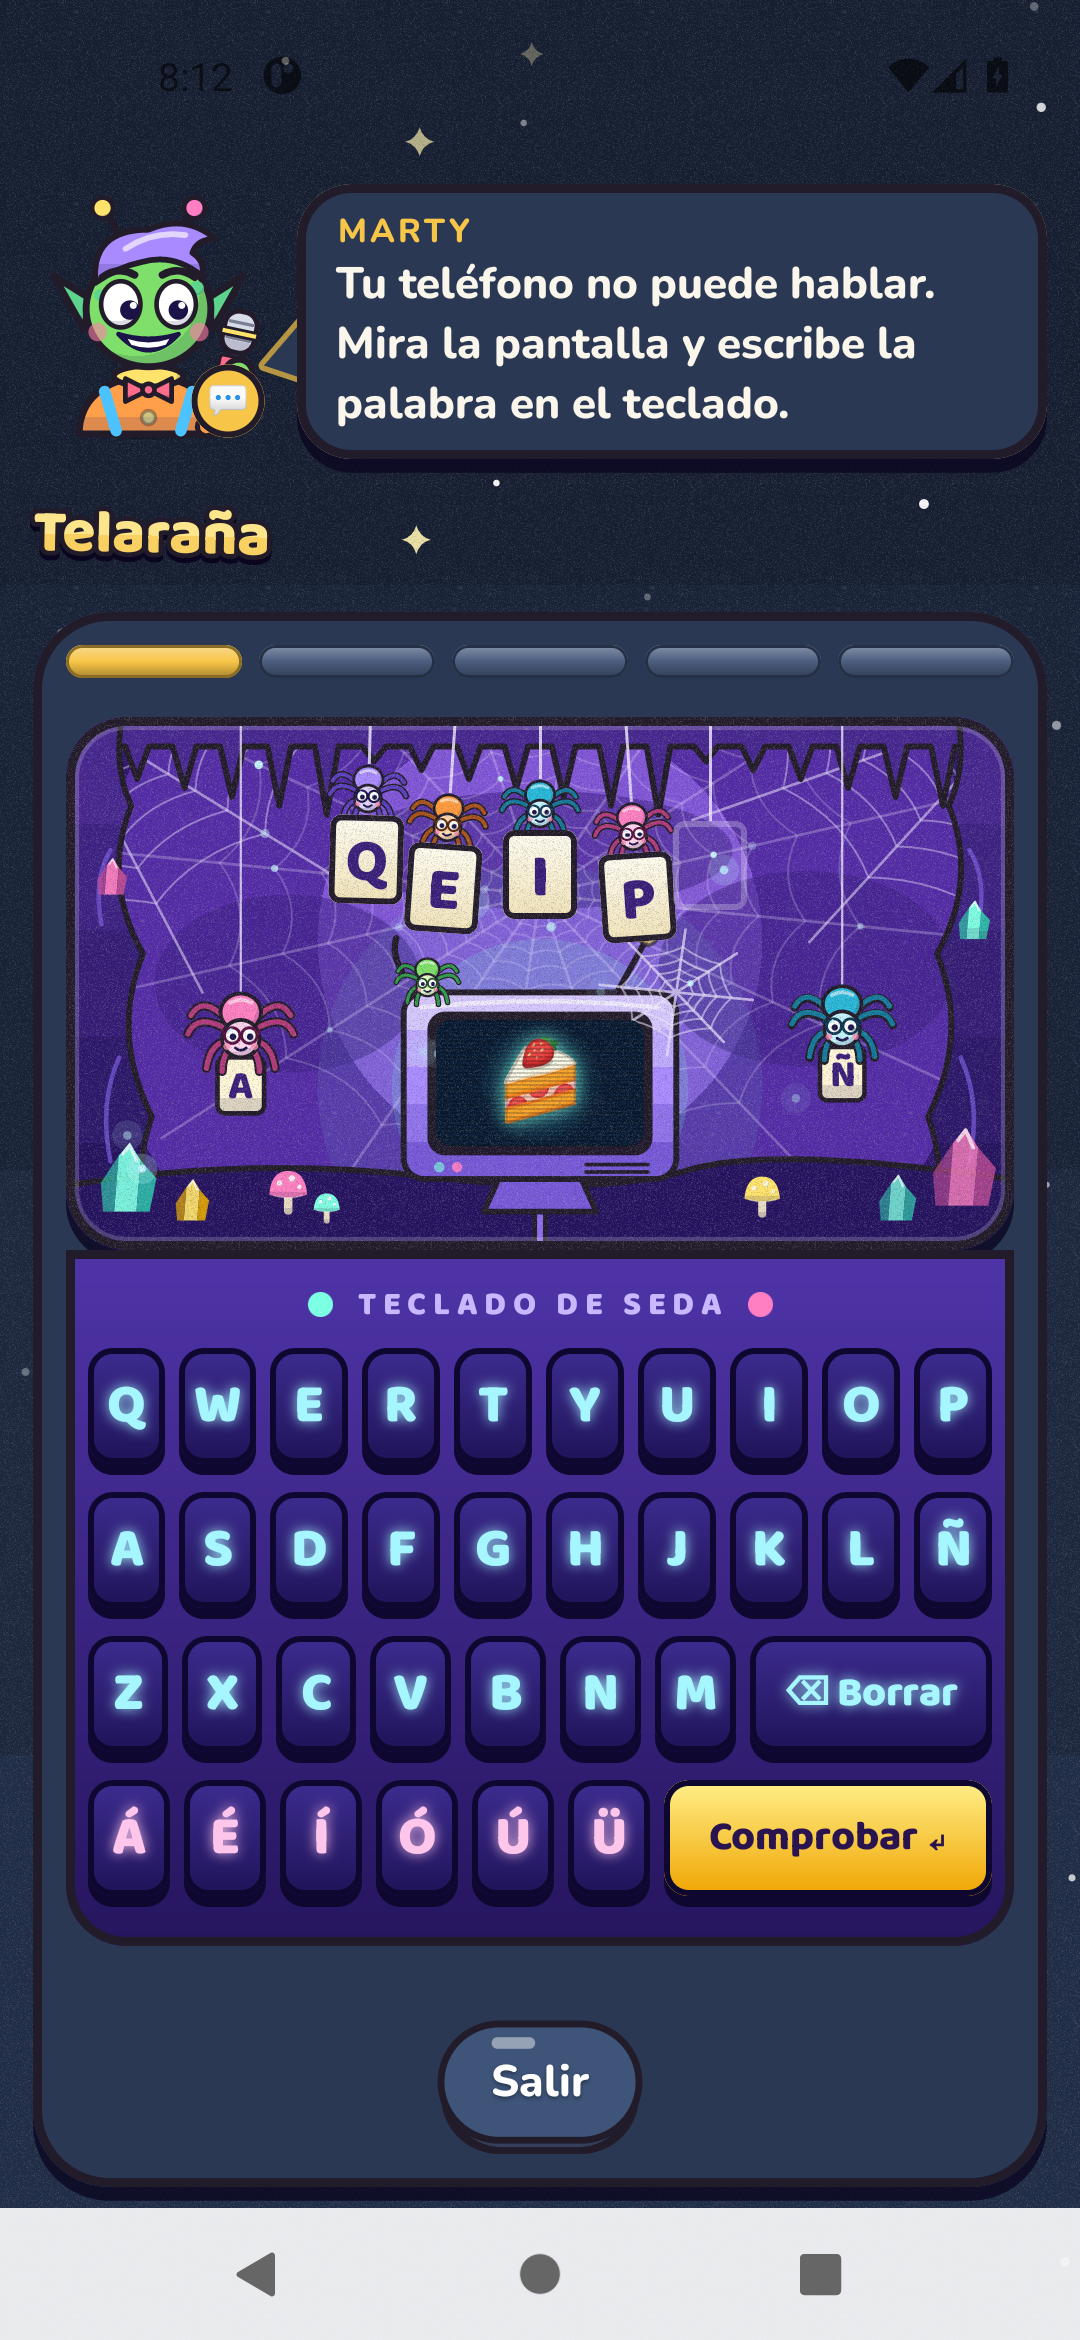 8:12
MARTY
Tu teléfono no puede hablar.
Mira la pantalla y escribe la
palabra en el teclado.
Telaraña
Q E I P
A Ñ
TECLADO DE SEDA
Q W E R T Y U I O P
A S D F G H J K L Ñ
Z X C V B N M ⌫ Borrar
Á É Í Ó Ú Ü Comprobar ↵
Salir